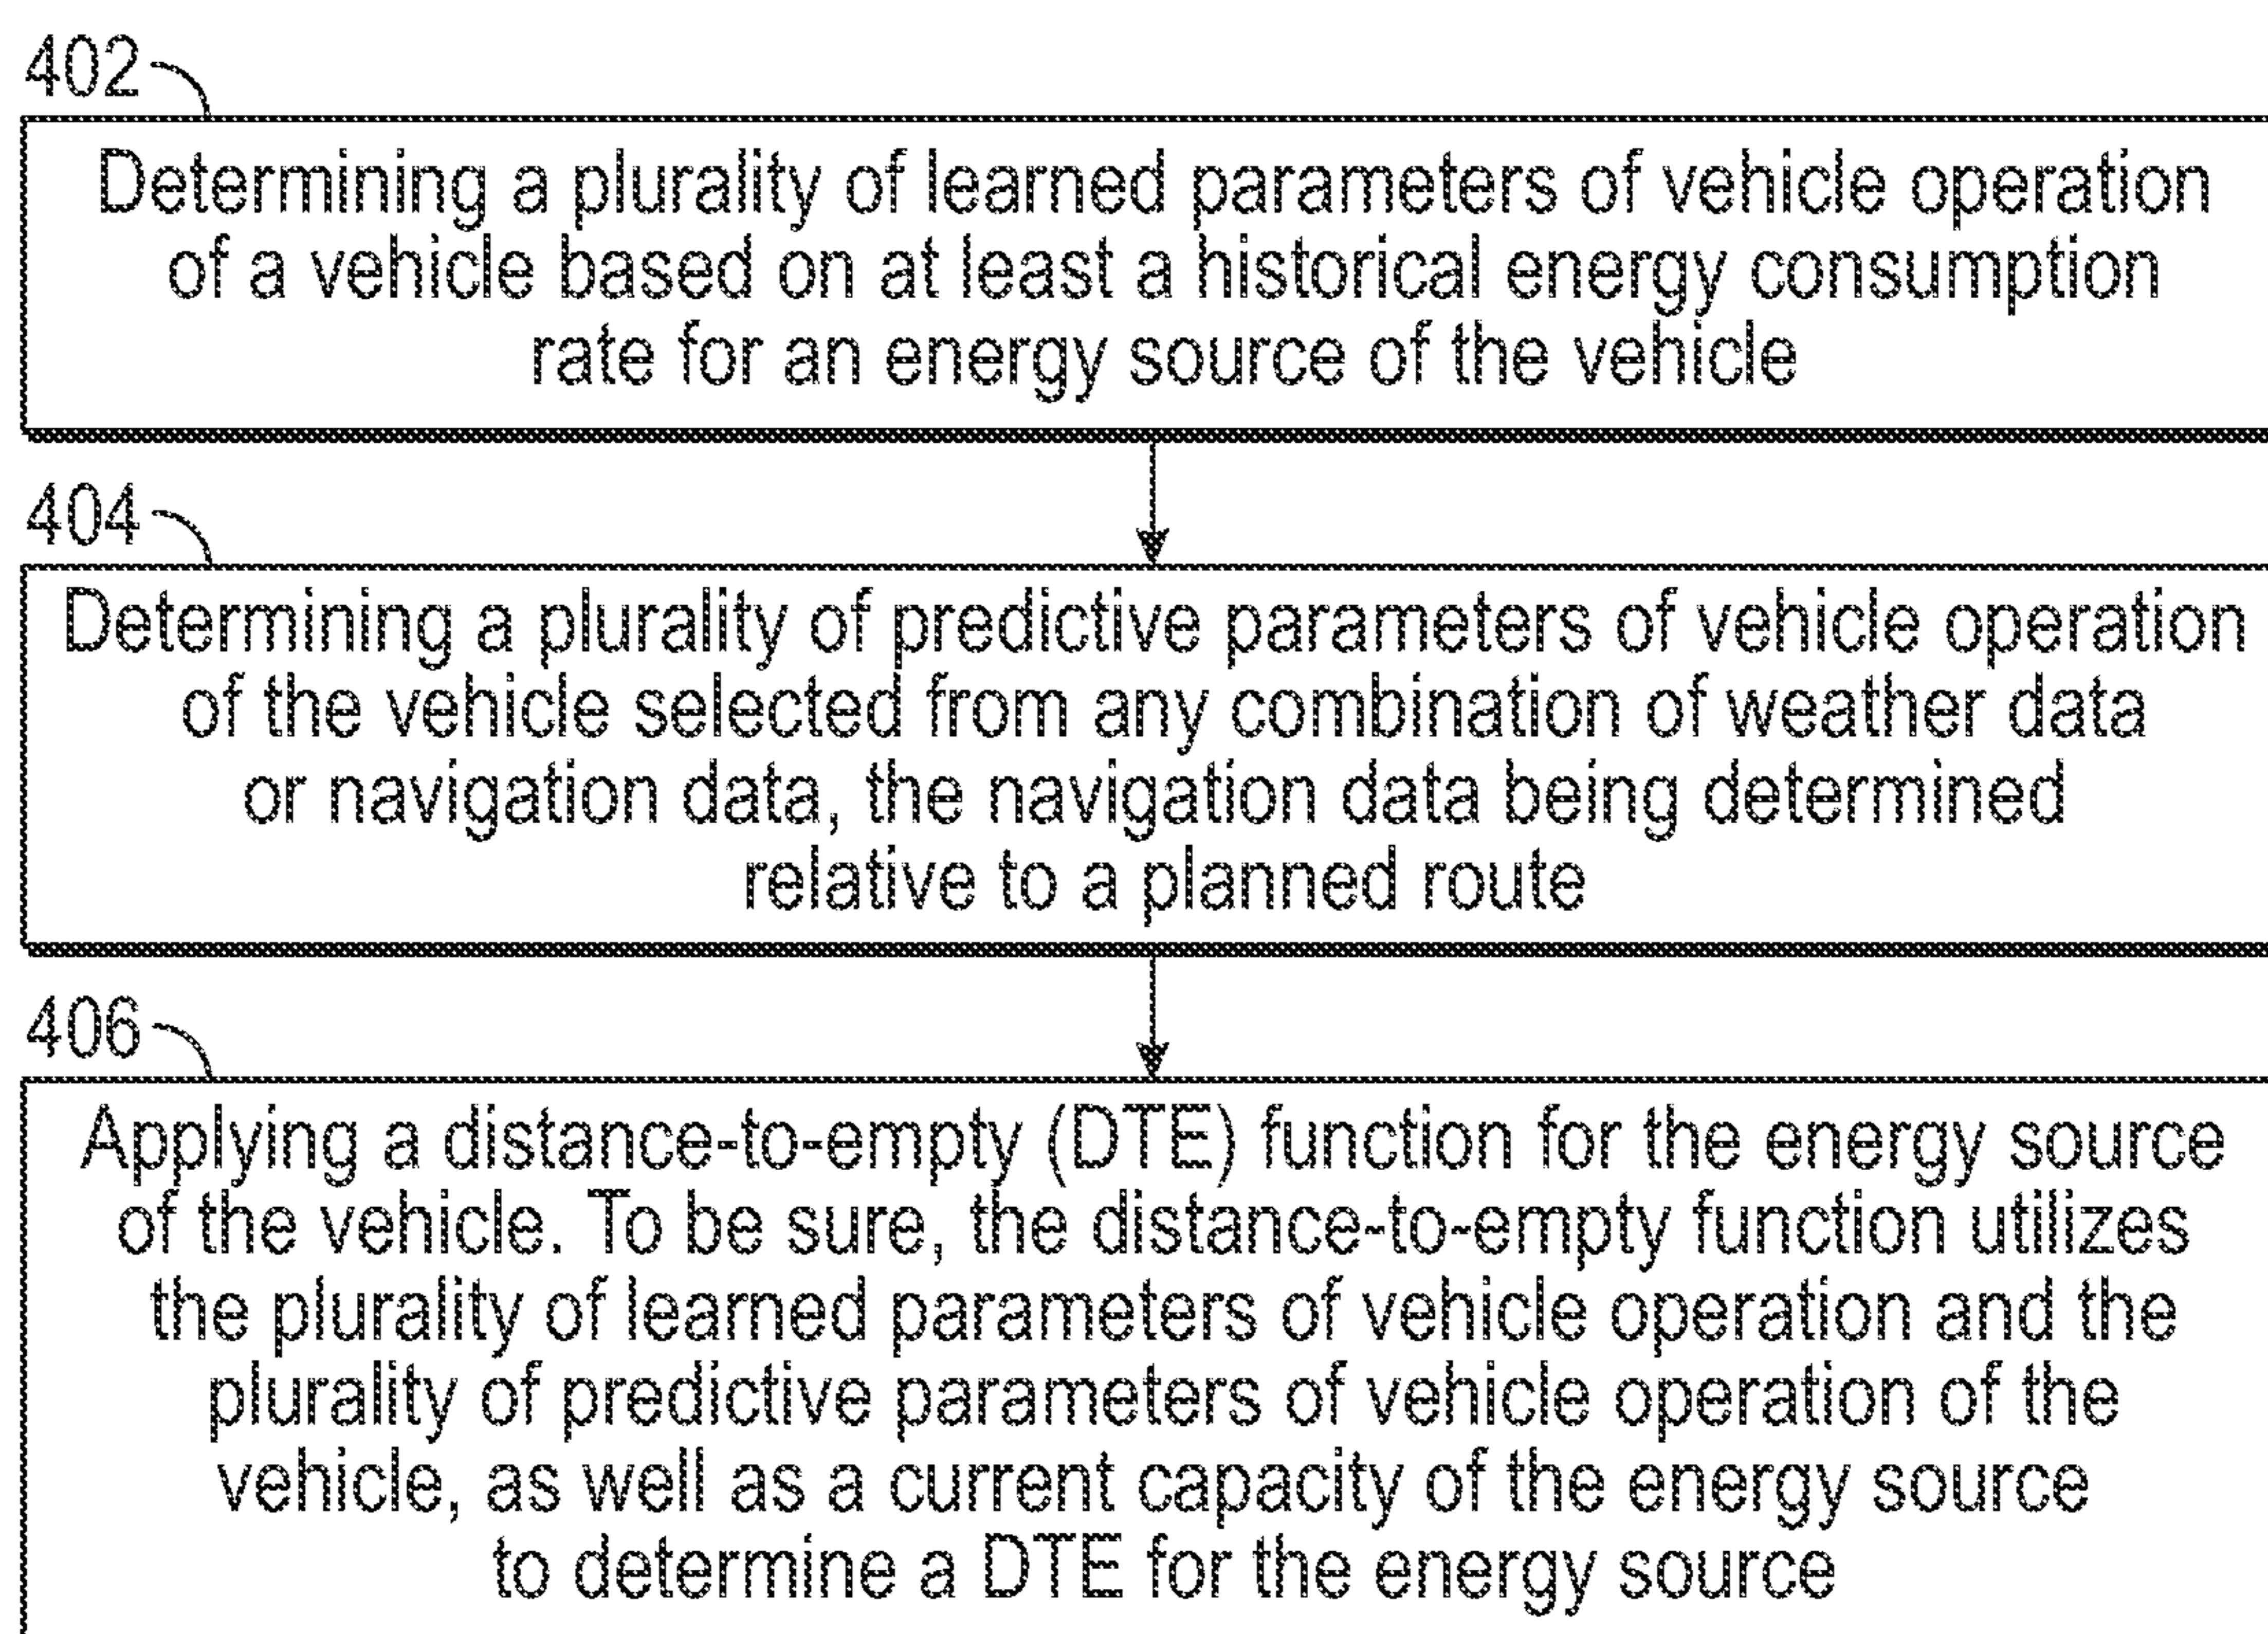 402
Determining a plurality of learned parameters of vehicle operation
of a vehicle based on at least a historical energy consumption
rate for an energy source of the vehicle
404
Determining a plurality of predictive parameters of vehicle operation
of the vehicle selected from any combination of weather data
or navigation data, the navigation data being determined
relative to a planned route
406
Applying a distance-to-empty (DTE) function for the energy source
of the vehicle. To be sure, the distance-to-empty function utilizes
the plurality of learned parameters of vehicle operation and the
plurality of predictive parameters of vehicle operation of the
vehicle, as well as a current capacity of the energy source
to determine a DTE for the energy source